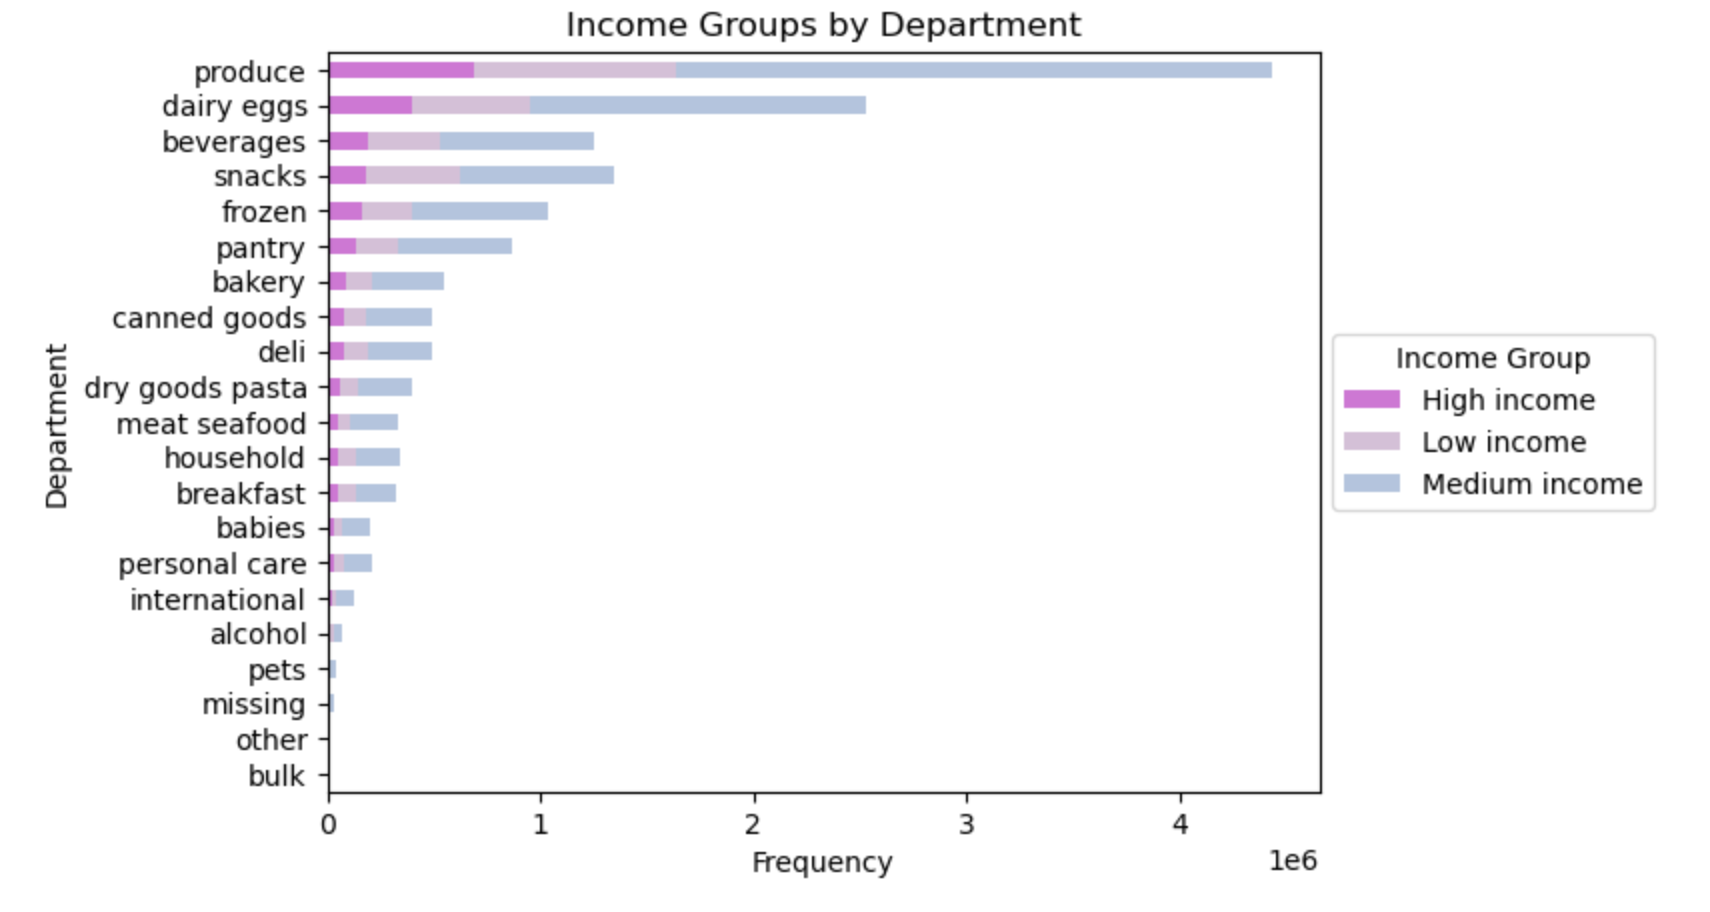 Income Groups by Department
produce
dairy eggs
beverages
snacks
frozen
pantry
bakery
canned goods
deli
dry goods pasta
meat seafood
household
breakfast
babies
personal care
international
alcohol
pets
missing
other
bulk
Department
0 1 2 3 4
1e6
Frequency
Income Group
High income
Low income
Medium income